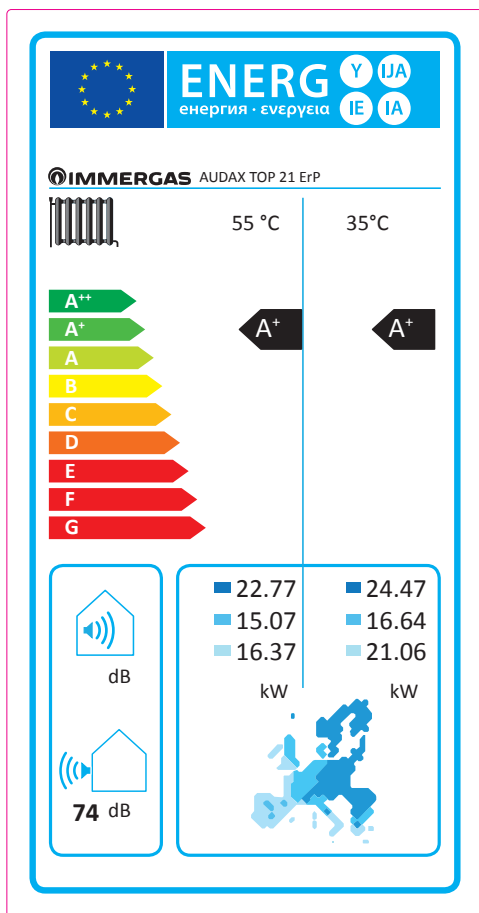 ENERG
енергия · ενεργεια
Y IJA
IE IA
IMMERGAS AUDAX TOP 21 ErP
55 °C 35°C
A++
A+
A
B
C
D
E
F
G
A+ A+
22.77 24.47
15.07 16.64
16.37 21.06
kW kW
dB
74 dB